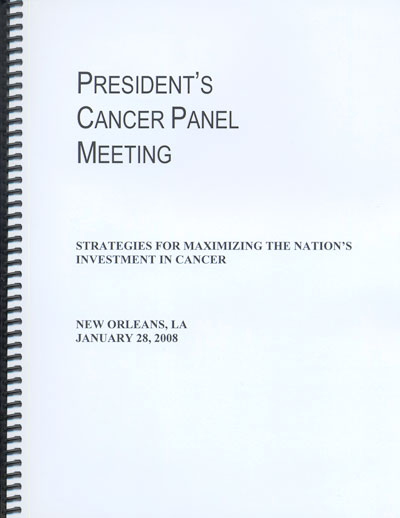 PRESIDENT'S
CANCER PANEL
MEETING
STRATEGIES FOR MAXIMIZING THE NATION'S
INVESTMENT IN CANCER
NEW ORLEANS, LA
JANUARY 28, 2008